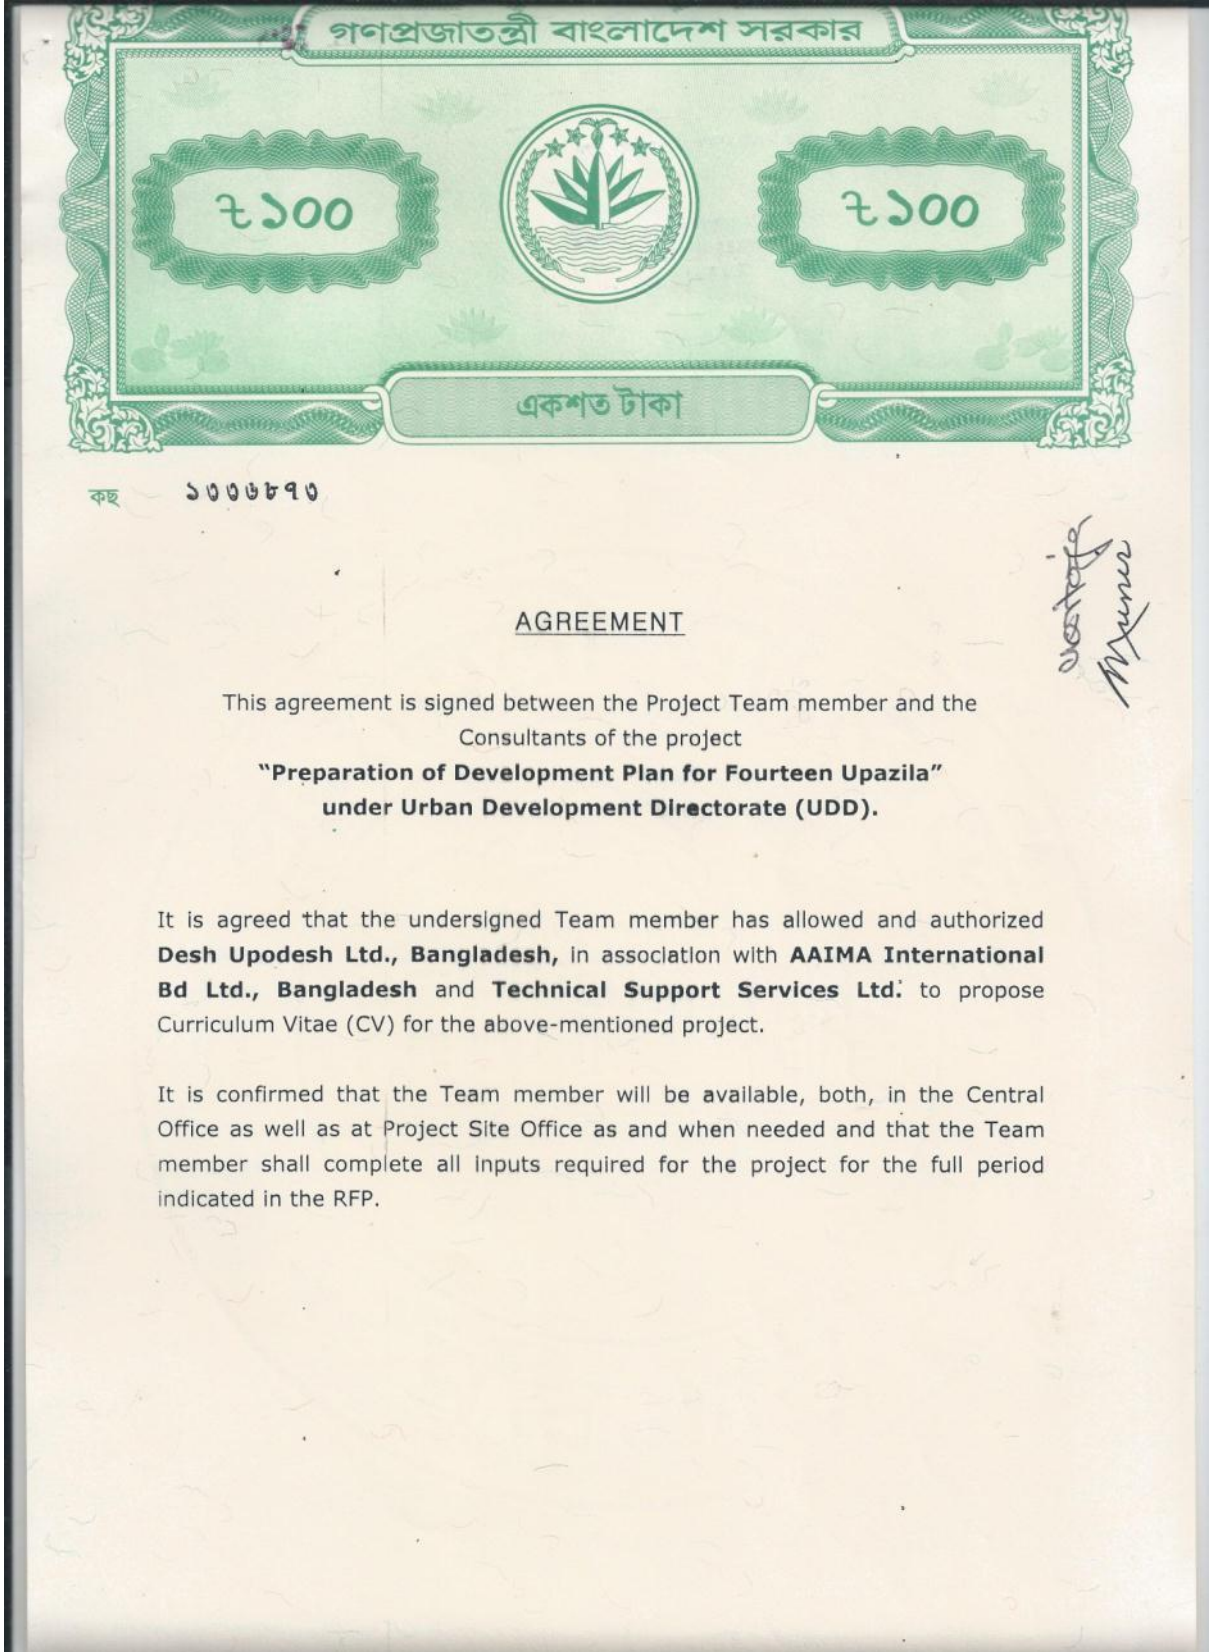 গণপ্রজাতন্ত্রী বাংলাদেশ সরকার
৳১০০
৳১০০
একশত টাকা
কছ ১৩৩৬৮৭৩
AGREEMENT
This agreement is signed between the Project Team member and the
Consultants of the project
“Preparation of Development Plan for Fourteen Upazila”
under Urban Development Directorate (UDD).
It is agreed that the undersigned Team member has allowed and authorized
Desh Upodesh Ltd., Bangladesh, in association with AAIMA International
Bd Ltd., Bangladesh and Technical Support Services Ltd. to propose
Curriculum Vitae (CV) for the above-mentioned project.
It is confirmed that the Team member will be available, both, in the Central
Office as well as at Project Site Office as and when needed and that the Team
member shall complete all inputs required for the project for the full period
indicated in the RFP.